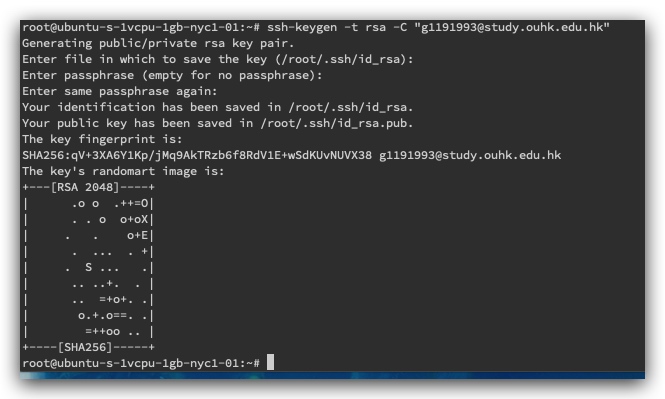 root@ubuntu-s-1vcpu-1gb-nyc1-01:~# ssh-keygen -t rsa -C "g1191993@study.ouhk.edu.hk"
Generating public/private rsa key pair.
Enter file in which to save the key (/root/.ssh/id_rsa):
Enter passphrase (empty for no passphrase):
Enter same passphrase again:
Your identification has been saved in /root/.ssh/id_rsa.
Your public key has been saved in /root/.ssh/id_rsa.pub.
The key fingerprint is:
SHA256:qV+3XA6Y1Kp/jMq9AkTRzb6f8RdV1E+wSdKUvNUVX38 g1191993@study.ouhk.edu.hk
The key's randomart image is:
+---[RSA 2048]----+
|      .o o  .++=O|
|      . . o  o+oX|
|     .   .    o+E|
|      .  ...  . +|
|     .  S ...   .|
|      .. ..+.  . |
|      ..  =+o+. .|
|       o.+.o==. .|
|        =++oo .. |
+----[SHA256]-----+
root@ubuntu-s-1vcpu-1gb-nyc1-01:~#